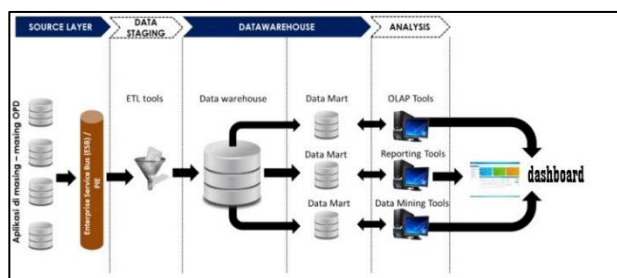 SOURCE LAYER
DATA
STAGING
DATAWAREHOUSE
ANALYSIS
Aplikasi di masing – masing OPD
Enterprise Service Bus (ESB) /
PIE
ETL tools
Data warehouse
Data Mart
OLAP Tools
Data Mart
Reporting Tools
Data Mart
Data Mining Tools
dashboard